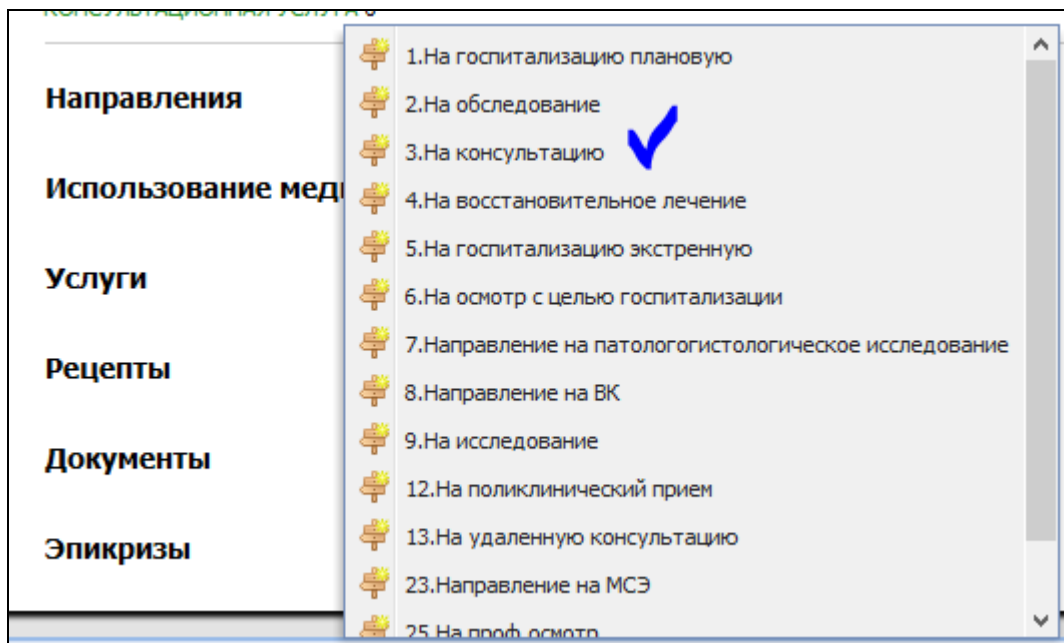 КОНСУЛЬТАЦИОННАЯ УСЛУГА
Направления
Использование меди
Услуги
Рецепты
Документы
Эпикризы
1.На госпитализацию плановую
2.На обследование
3.На консультацию
4.На восстановительное лечение
5.На госпитализацию экстренную
6.На осмотр с целью госпитализации
7.Направление на патологогистологическое исследование
8.Направление на ВК
9.На исследование
12.На поликлинический прием
13.На удаленную консультацию
23.Направление на МСЭ
25.На проф.осмотр